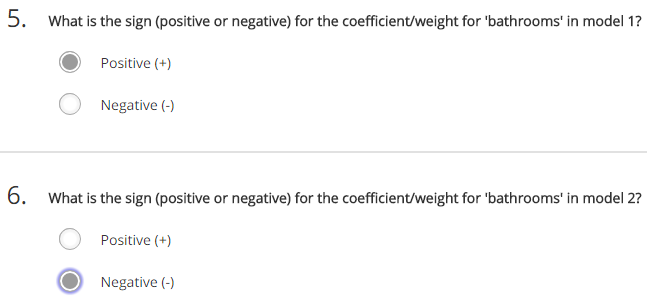 5. What is the sign (positive or negative) for the coefficient/weight for 'bathrooms' in model 1?
Positive (+)
Negative (-)
6. What is the sign (positive or negative) for the coefficient/weight for 'bathrooms' in model 2?
Positive (+)
Negative (-)